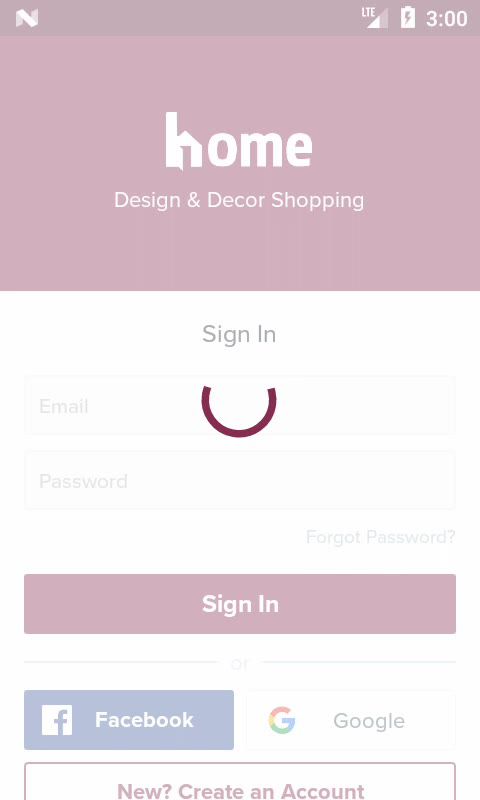 LTE 3:00
home
Design & Decor Shopping
Sign In
Email
Password
Forgot Password?
Sign In
or
Facebook
Google
New? Create an Account